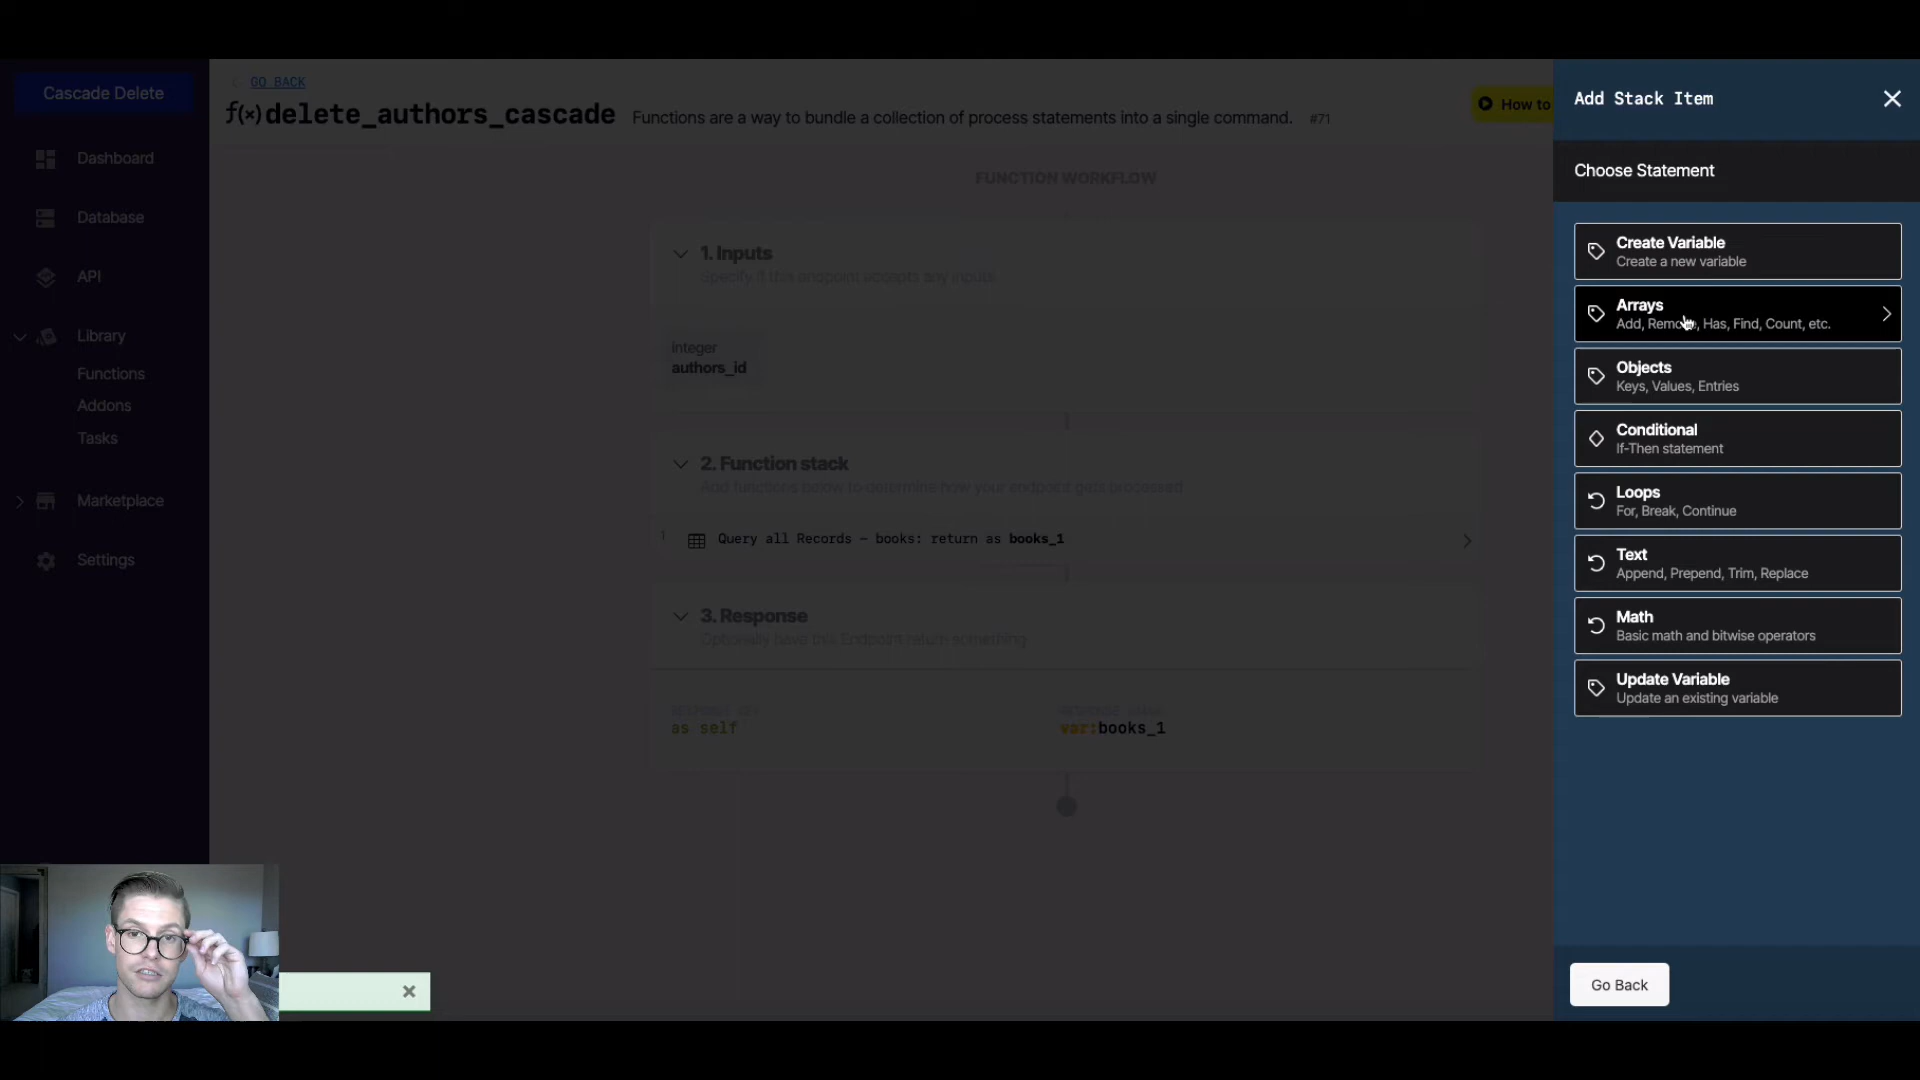 Cascade Delete
Dashboard
Database
API
Library
Functions
Addons
Tasks
Marketplace
Settings
GO BACK
f(x)delete_authors_cascade
Functions are a way to bundle a collection of process statements into a single command.
#71
How to
FUNCTION WORKFLOW
1. Inputs
Specify if this endpoint accepts any inputs
Integer
authors_id
2. Function stack
Add functions below to determine how your endpoint gets processed
1
Query all Records – books: return as books_1
3. Response
Optionally have this Endpoint return something
as self
var:books_1
Add Stack Item
Choose Statement
Create Variable
Create a new variable
Arrays
Add, Remove, Has, Find, Count, etc.
Objects
Keys, Values, Entries
Conditional
If-Then statement
Loops
For, Break, Continue
Text
Append, Prepend, Trim, Replace
Math
Basic math and bitwise operators
Update Variable
Update an existing variable
Go Back